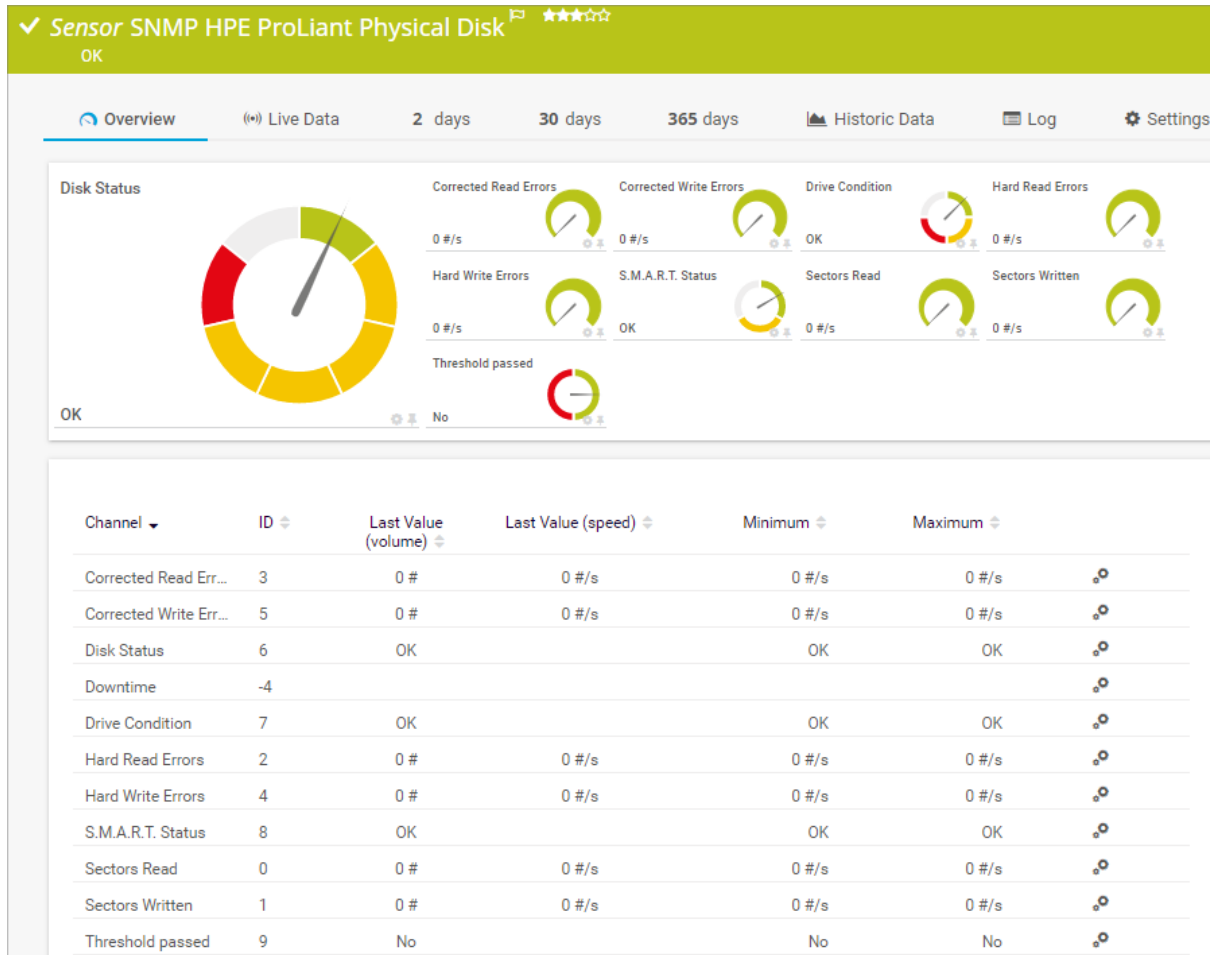 Sensor SNMP HPE ProLiant Physical Disk
OK
Overview Live Data 2 days 30 days 365 days Historic Data Log Settings
Disk Status
OK
Corrected Read Errors
0 #/s
Corrected Write Errors
0 #/s
Drive Condition
OK
Hard Read Errors
0 #/s
Hard Write Errors
0 #/s
S.M.A.R.T. Status
OK
Sectors Read
0 #/s
Sectors Written
0 #/s
Threshold passed
No
Channel ID Last Value (volume) Last Value (speed) Minimum Maximum
Corrected Read Err... 3 0 # 0 #/s 0 #/s 0 #/s
Corrected Write Err... 5 0 # 0 #/s 0 #/s 0 #/s
Disk Status 6 OK OK OK
Downtime -4
Drive Condition 7 OK OK OK
Hard Read Errors 2 0 # 0 #/s 0 #/s 0 #/s
Hard Write Errors 4 0 # 0 #/s 0 #/s 0 #/s
S.M.A.R.T. Status 8 OK OK OK
Sectors Read 0 0 # 0 #/s 0 #/s 0 #/s
Sectors Written 1 0 # 0 #/s 0 #/s 0 #/s
Threshold passed 9 No No No